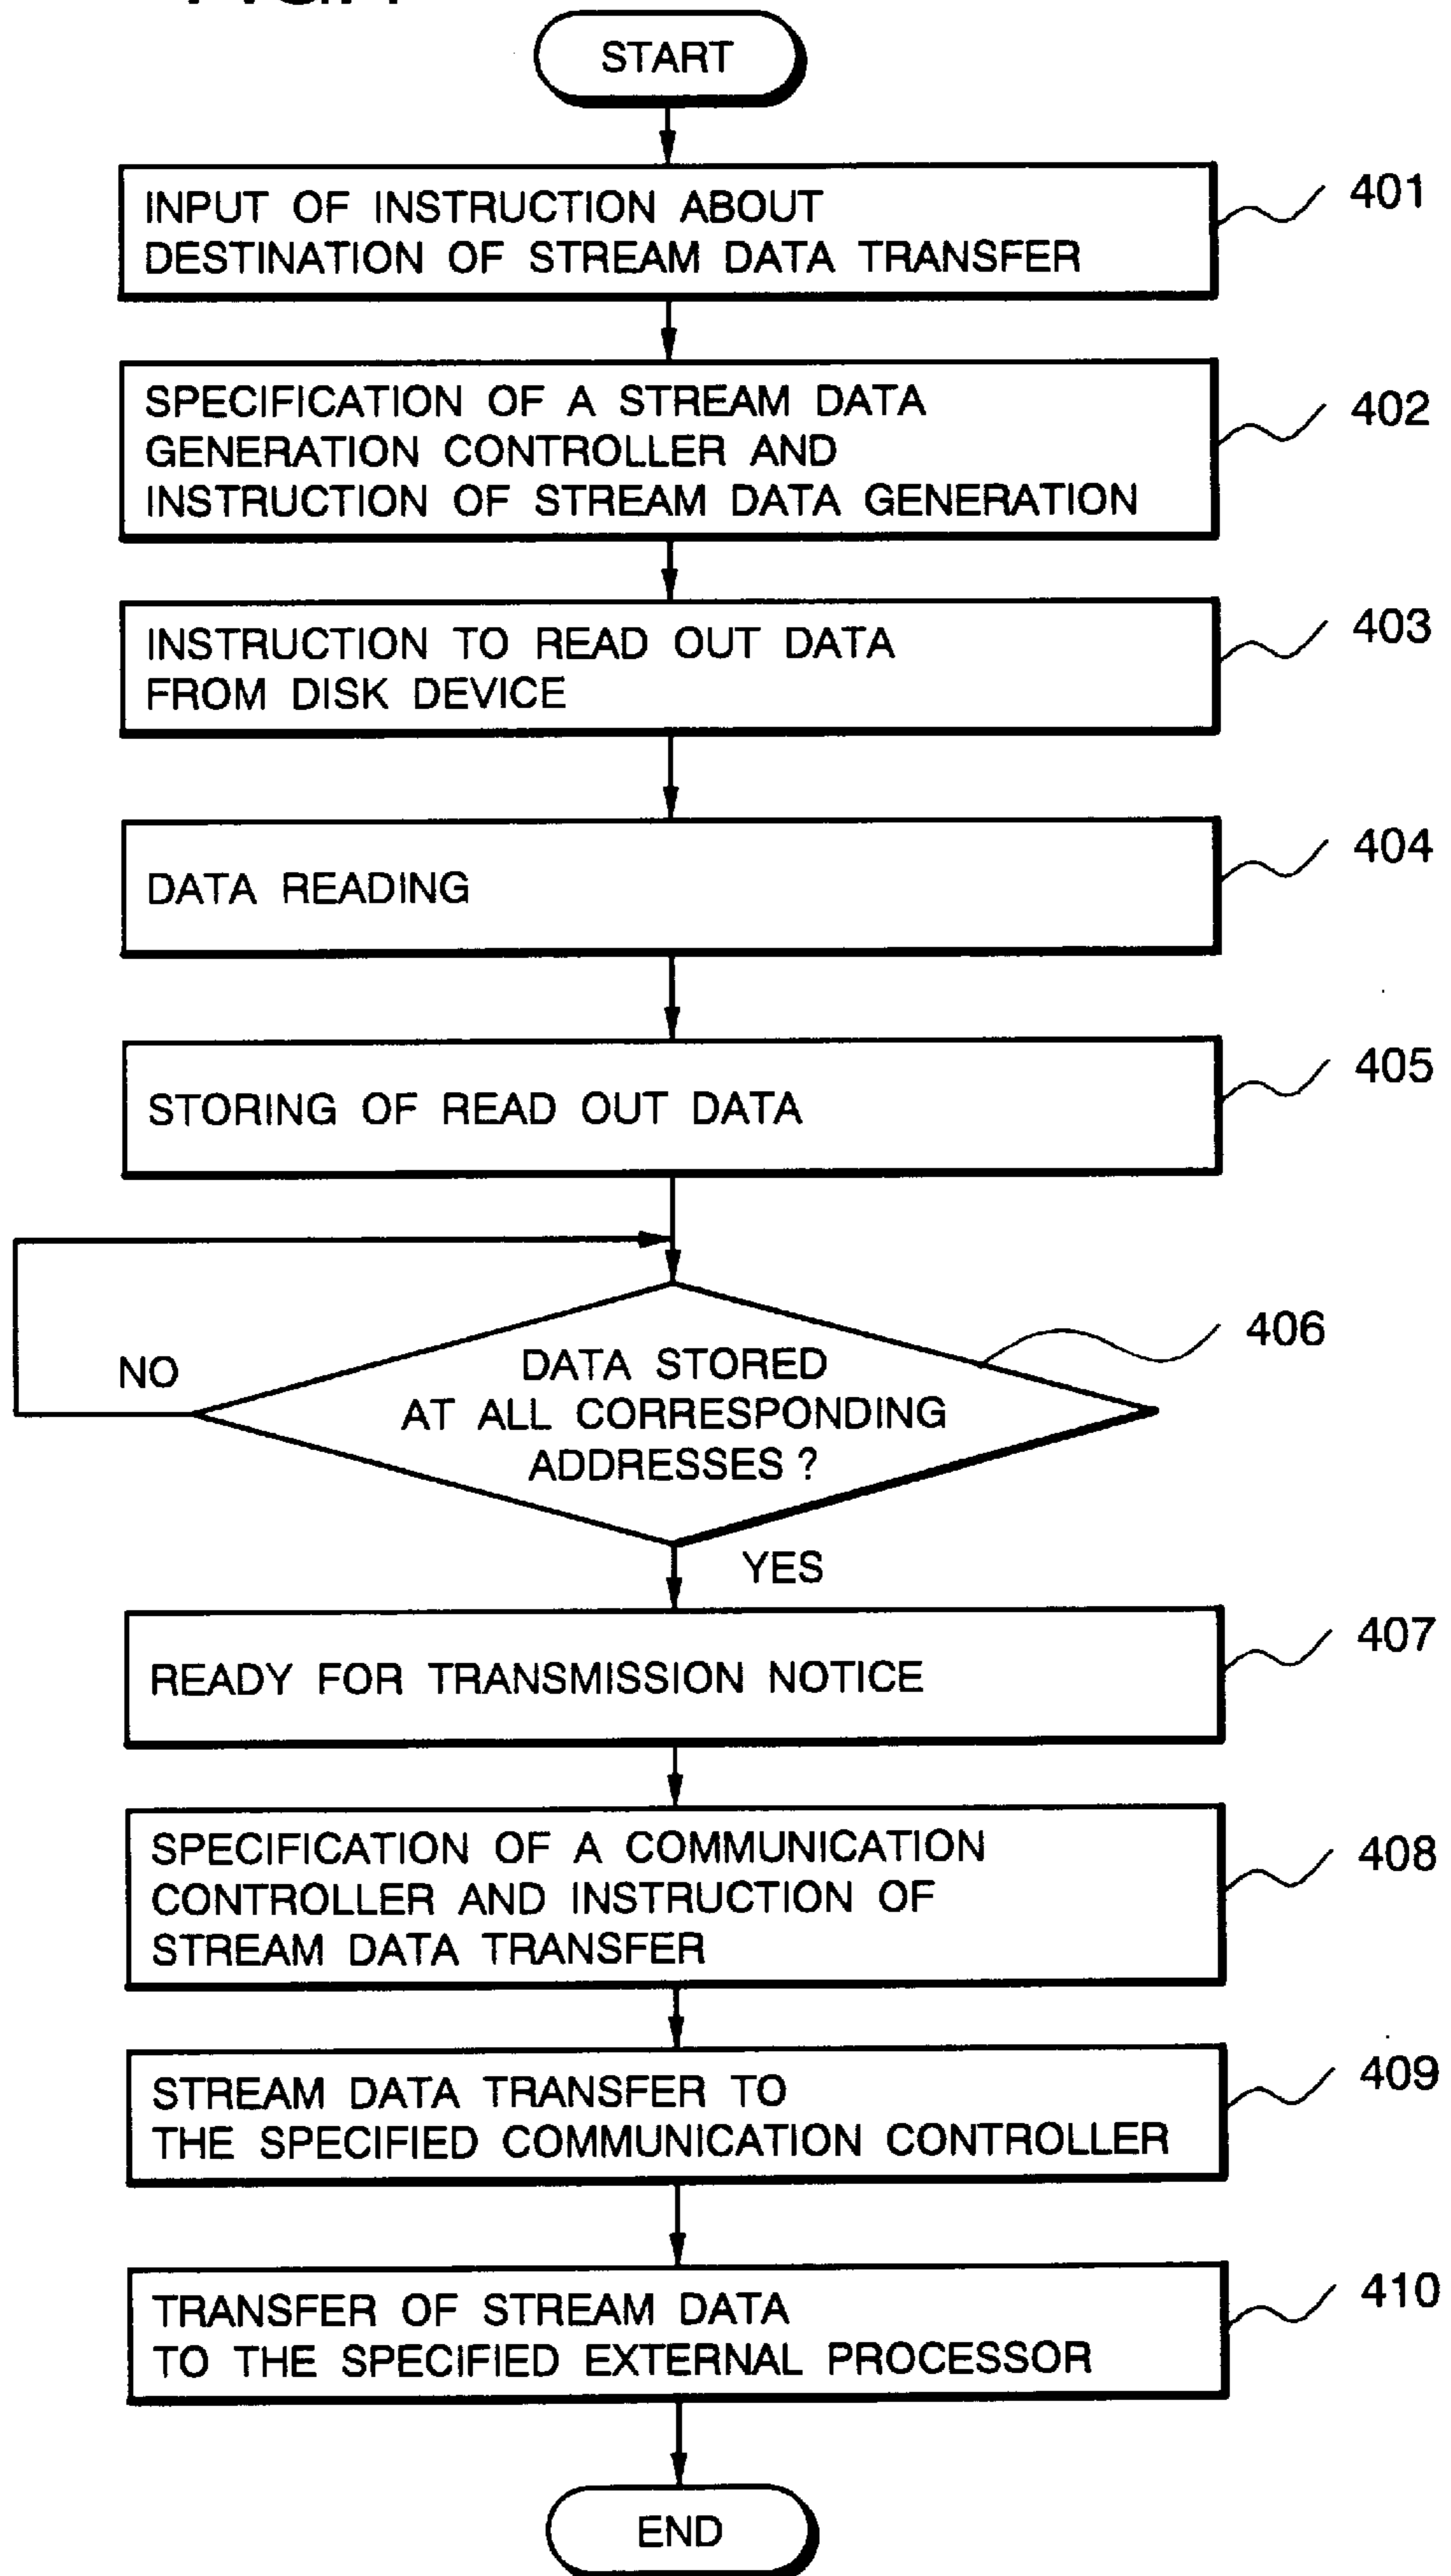 START
INPUT OF INSTRUCTION ABOUT
DESTINATION OF STREAM DATA TRANSFER
401
SPECIFICATION OF A STREAM DATA
GENERATION CONTROLLER AND
INSTRUCTION OF STREAM DATA GENERATION
402
INSTRUCTION TO READ OUT DATA
FROM DISK DEVICE
403
DATA READING
404
STORING OF READ OUT DATA
405
NO
DATA STORED
AT ALL CORRESPONDING
ADDRESSES ?
406
YES
READY FOR TRANSMISSION NOTICE
407
SPECIFICATION OF A COMMUNICATION
CONTROLLER AND INSTRUCTION OF
STREAM DATA TRANSFER
408
STREAM DATA TRANSFER TO
THE SPECIFIED COMMUNICATION CONTROLLER
409
TRANSFER OF STREAM DATA
TO THE SPECIFIED EXTERNAL PROCESSOR
410
END